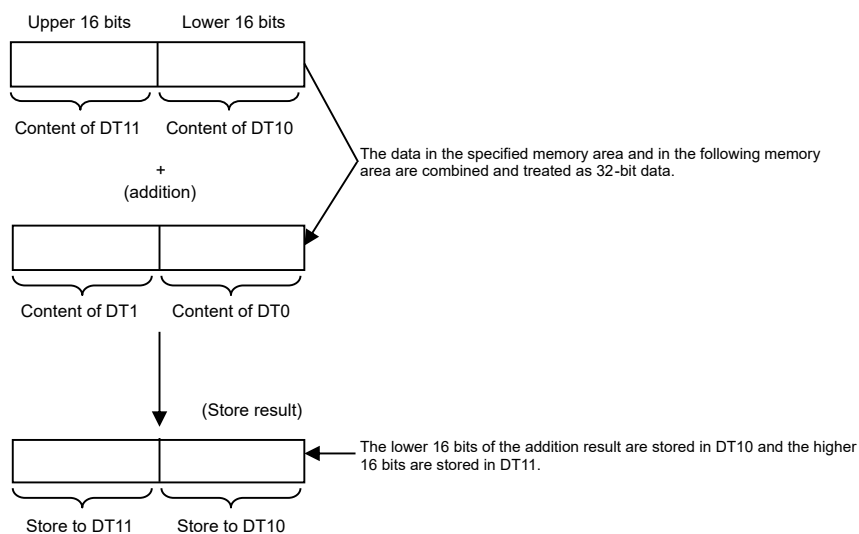 Upper 16 bits
Lower 16 bits
Content of DT11
Content of DT10
+
(addition)
The data in the specified memory area and in the following memory
area are combined and treated as 32-bit data.
Content of DT1
Content of DT0
(Store result)
The lower 16 bits of the addition result are stored in DT10 and the higher
16 bits are stored in DT11.
Store to DT11
Store to DT10